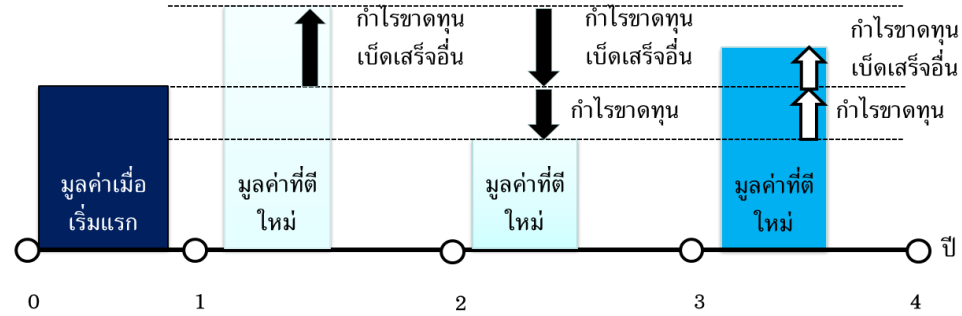 กำไรขาดทุน
เบ็ดเสร็จอื่น
กำไรขาดทุน
เบ็ดเสร็จอื่น
กำไรขาดทุน
เบ็ดเสร็จอื่น
กำไรขาดทุน
กำไรขาดทุน
มูลค่าเมื่อ
เริ่มแรก
มูลค่าที่ตี
ใหม่
มูลค่าที่ตี
ใหม่
มูลค่าที่ตี
ใหม่
ปี
0
1
2
3
4